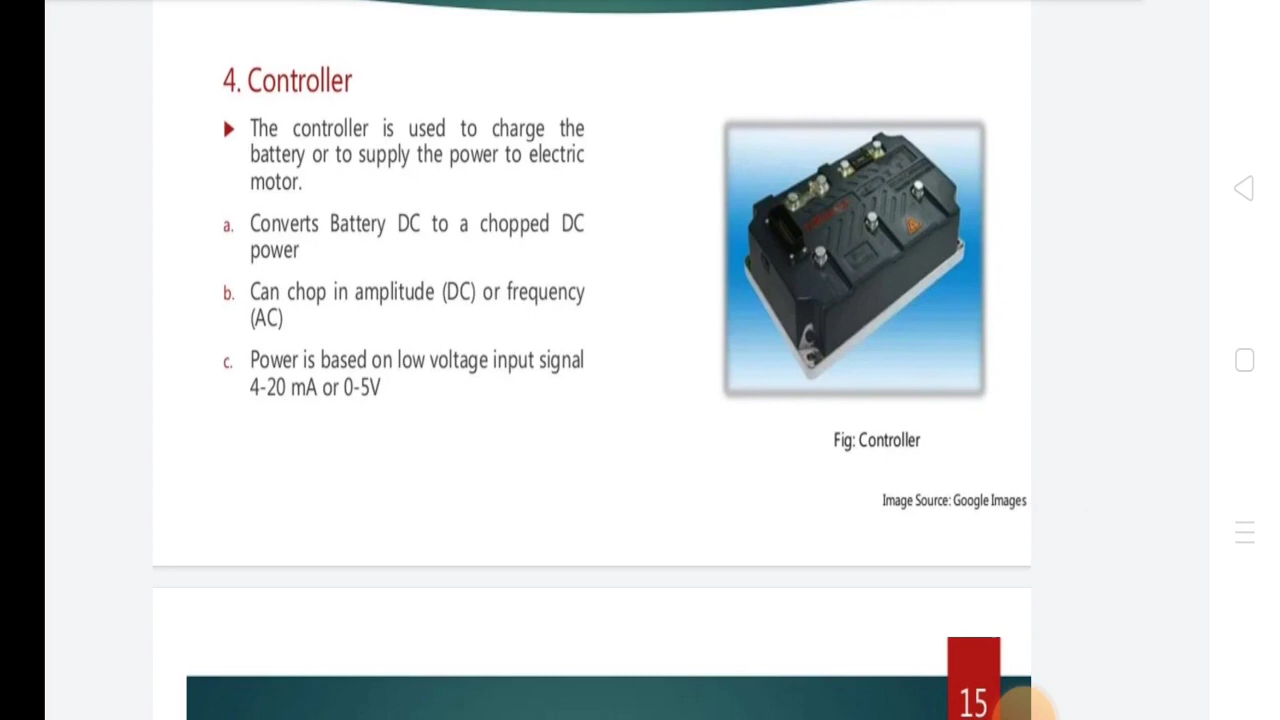 4. Controller
The controller is used to charge the
battery or to supply the power to electric
motor.
a. Converts Battery DC to a chopped DC
power
b. Can chop in amplitude (DC) or frequency
(AC)
c. Power is based on low voltage input signal
4-20 mA or 0-5V
Fig: Controller
Image Source: Google Images
15